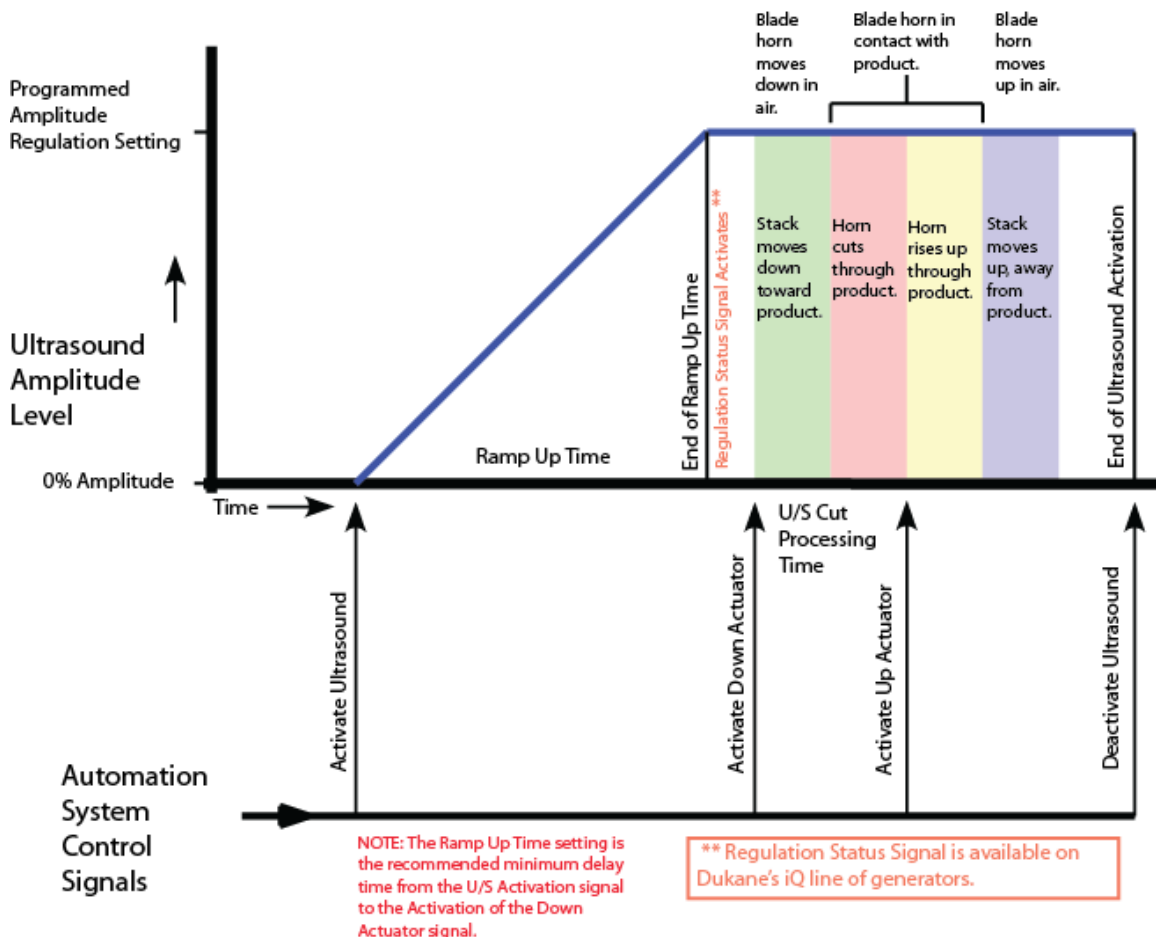 Blade
horn
moves
down in
air.
Blade horn in
contact with
product.
Blade
horn
moves
up in air.
Programmed
Amplitude
Regulation Setting
Ultrasound
Amplitude
Level
0% Amplitude
Time
Ramp Up Time
End of Ramp Up Time
Regulation Status Signal Activates **
Stack
moves
down
toward
product.
Horn
cuts
through
product.
Horn
rises up
through
product.
Stack
moves
up, away
from
product.
End of Ultrasound Activation
U/S Cut
Processing
Time
Activate Ultrasound
Activate Down Actuator
Activate Up Actuator
Deactivate Ultrasound
Automation
System
Control
Signals
NOTE: The Ramp Up Time setting is
the recommended minimum delay
time from the U/S Activation signal
to the Activation of the Down
Actuator signal.
** Regulation Status Signal is available on
Dukane's iQ line of generators.